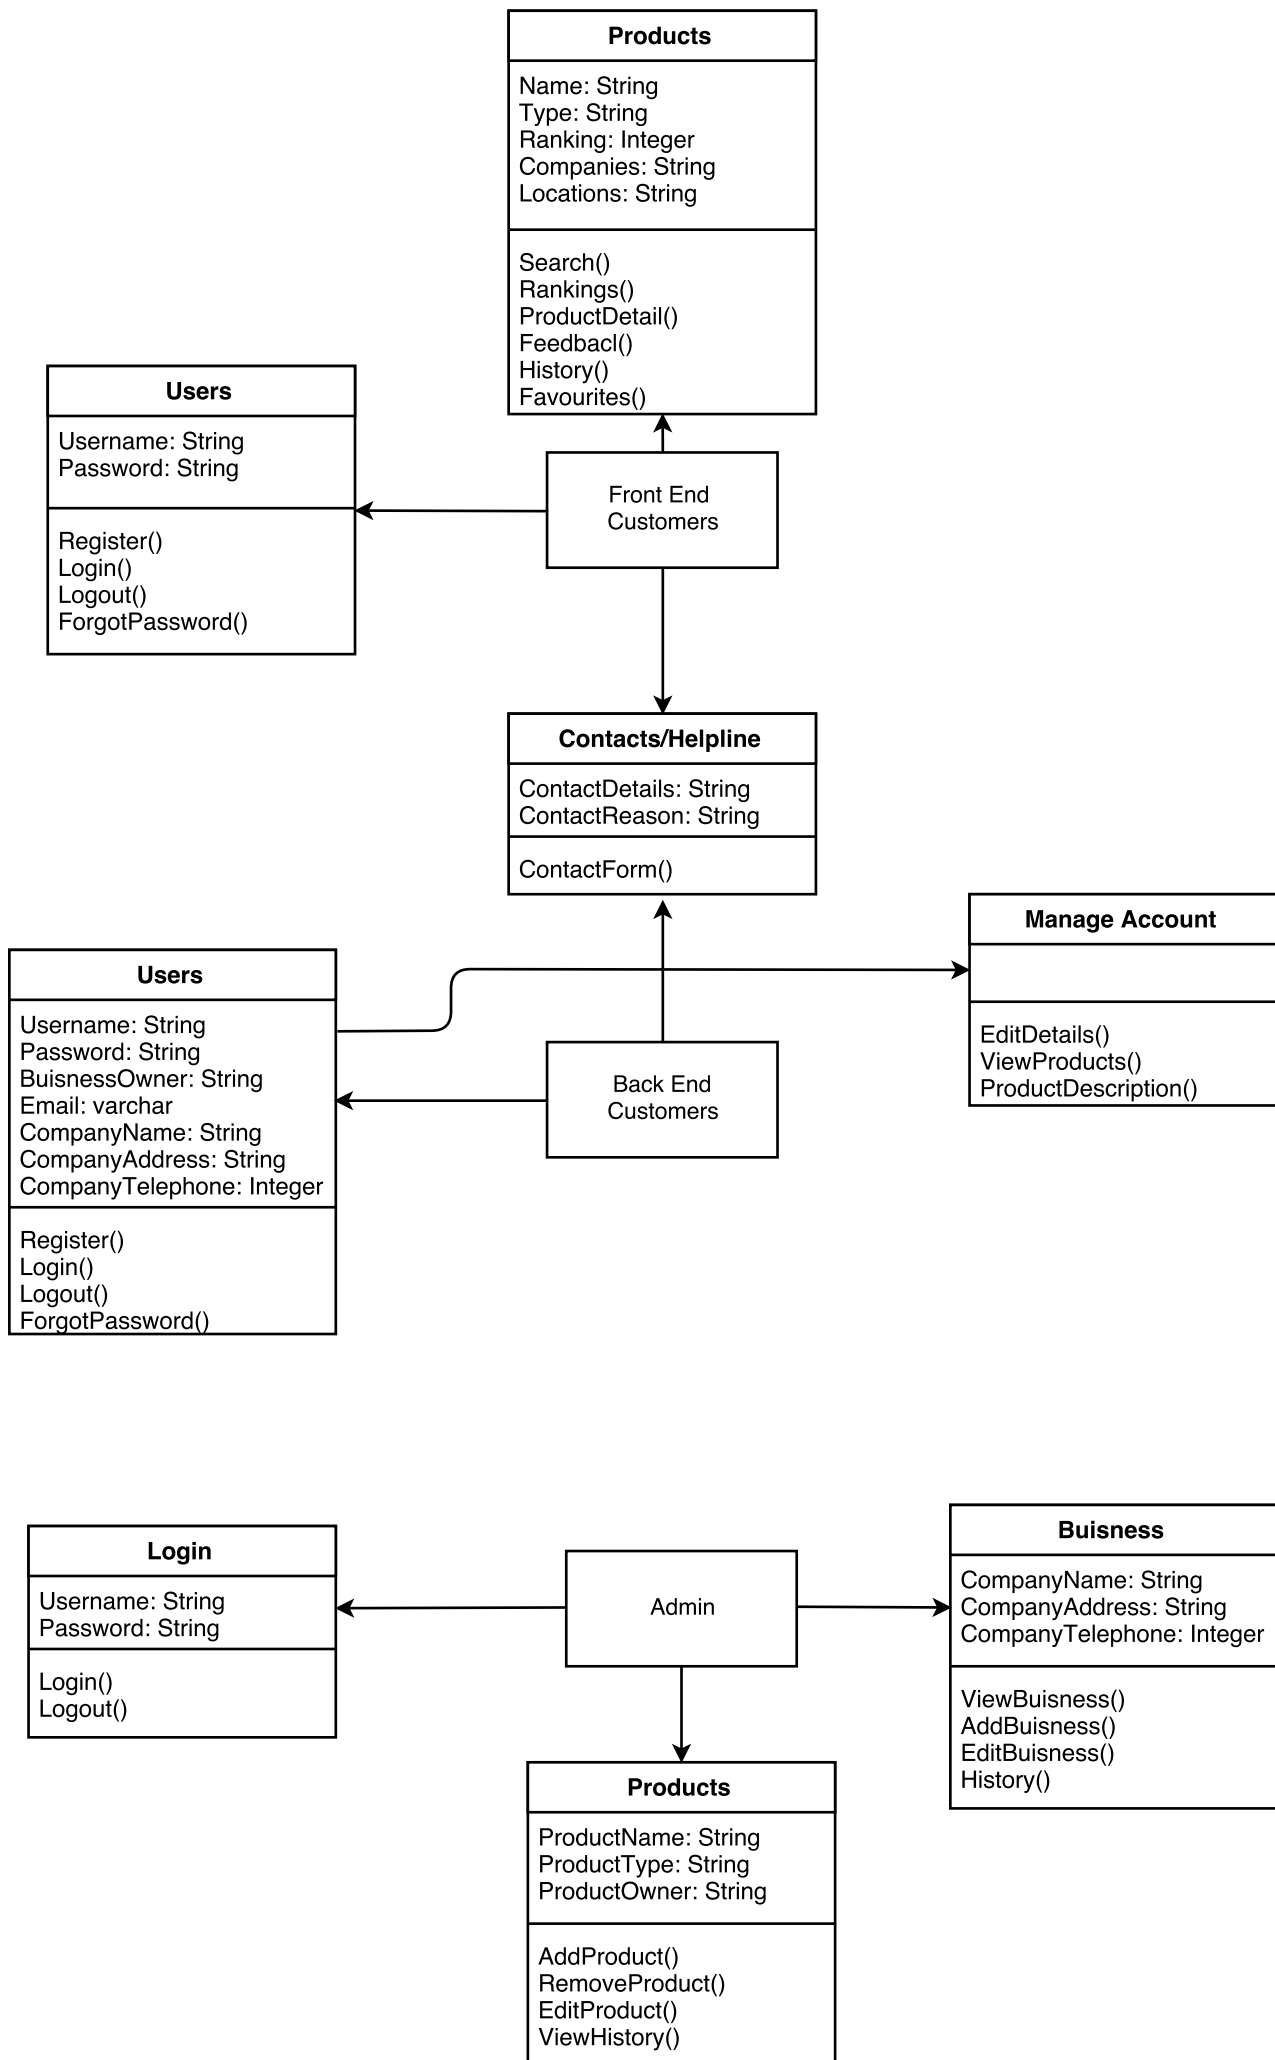 Products
Name: String
Type: String
Ranking: Integer
Companies: String
Locations: String
Search()
Rankings()
ProductDetail()
Feedbacl()
History()
Favourites()
Users
Username: String
Password: String
Register()
Login()
Logout()
ForgotPassword()
Front End
Customers
Contacts/Helpline
ContactDetails: String
ContactReason: String
ContactForm()
Manage Account
EditDetails()
ViewProducts()
ProductDescription()
Users
Username: String
Password: String
BuisnessOwner: String
Email: varchar
CompanyName: String
CompanyAddress: String
CompanyTelephone: Integer
Register()
Login()
Logout()
ForgotPassword()
Back End
Customers
Login
Username: String
Password: String
Login()
Logout()
Admin
Buisness
CompanyName: String
CompanyAddress: String
CompanyTelephone: Integer
ViewBuisness()
AddBuisness()
EditBuisness()
History()
Products
ProductName: String
ProductType: String
ProductOwner: String
AddProduct()
RemoveProduct()
EditProduct()
ViewHistory()